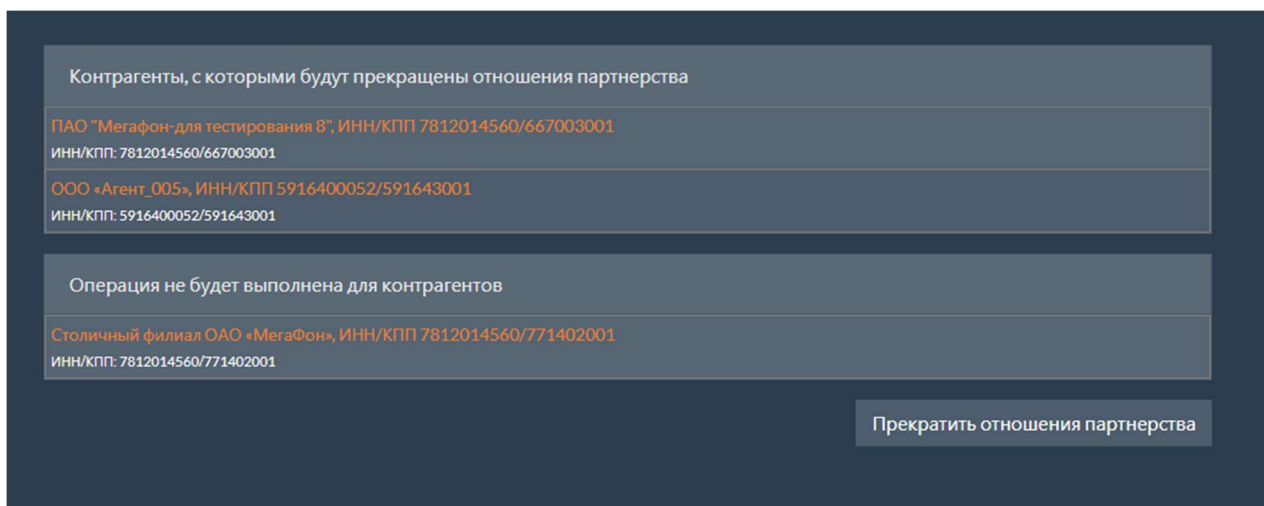 Контрагенты, с которыми будут прекращены отношения партнерства
ПАО "Мегафон-для тестирования 8", ИНН/КПП 7812014560/667003001
ИНН/КПП: 7812014560/667003001
ООО «Агент_005», ИНН/КПП 5916400052/591643001
ИНН/КПП: 5916400052/591643001
Операция не будет выполнена для контрагентов
Столичный филиал ОАО «МегаФон», ИНН/КПП 7812014560/771402001
ИНН/КПП: 7812014560/771402001
Прекратить отношения партнерства